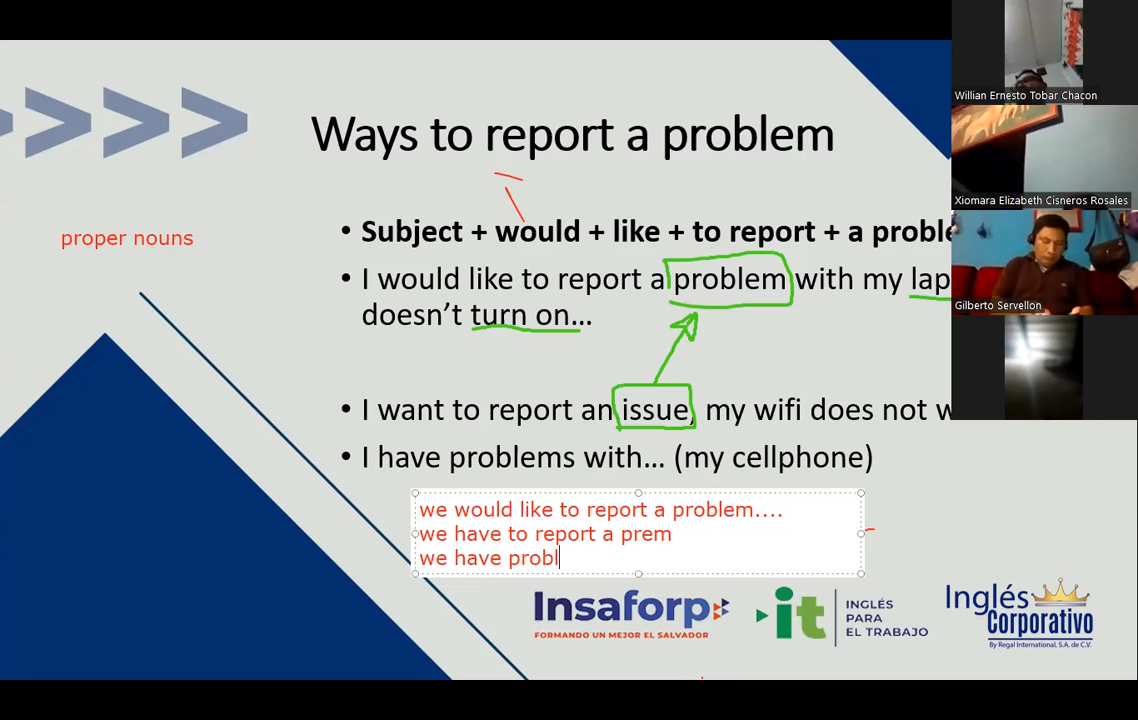 Ways to report a problem
proper nouns
• Subject + would + like + to report + a proble
• I would like to report a problem with my lap
doesn't turn on...
• I want to report an issue, my wifi does not w
• I have problems with... (my cellphone)
we would like to report a problem....
we have to report a prem
we have probl
Insaforp
FORMANDO UN MEJOR EL SALVADOR
it
INGLÉS
PARA
EL TRABAJO
Inglés
Corporativo
By Regal International, S.A. de C.V.
Willian Ernesto Tobar Chacon
Xiomara Elizabeth Cisneros Rosales
Gilberto Servellon